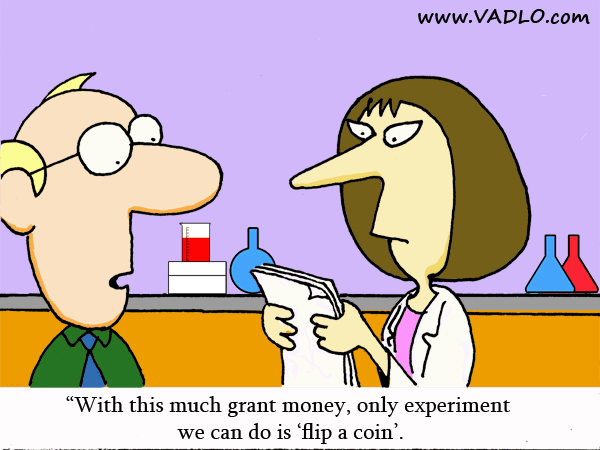 www.VADLO.com
“With this much grant money, only experiment
we can do is ‘flip a coin’.